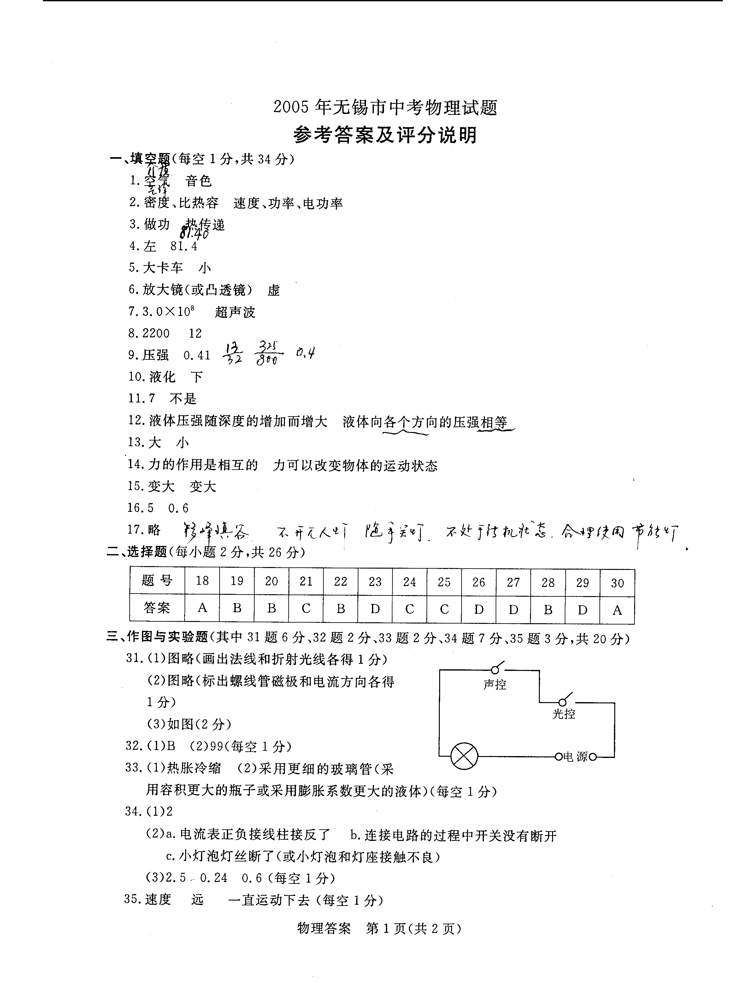 2005 年无锡市中考物理试题
参考答案及评分说明
一、填空题(每空 1 分,共 34 分)
介质
1. 空气 音色
2. 密度、比热容 速度、功率、电功率
3. 做功 热传递
81.40
4. 左 81.4
5. 大卡车 小
6. 放大镜(或凸透镜) 虚
7. 3.0×10⁸ 超声波
8. 2200 12
9. 压强 0.41 13/32 325/800 0.4
10. 液化 下
11. 7 不是
12. 液体压强随深度的增加而增大 液体向各个方向的压强相等
13. 大 小
14. 力的作用是相互的 力可以改变物体的运动状态
15. 变大 变大
16. 5 0.6
17. 略 移峰填谷 不开无人灯 随手关灯. 不处于待机状态. 合理使用节能灯.
二、选择题(每小题 2 分,共 26 分)
题号 18 19 20 21 22 23 24 25 26 27 28 29 30
答案 A B B C B D C C D D B D A
三、作图与实验题(其中 31 题 6 分、32 题 2 分、33 题 2 分、34 题 7 分、35 题 3 分,共 20 分)
31. (1)图略(画出法线和折射光线各得 1 分)
(2)图略(标出螺线管磁极和电流方向各得
1 分)
(3)如图(2 分)
声控
光控
电源
32. (1)B (2)99(每空 1 分)
33. (1)热胀冷缩 (2)采用更细的玻璃管(采
用容积更大的瓶子或采用膨胀系数更大的液体)(每空 1 分)
34. (1)2
(2)a. 电流表正负接线柱接反了 b. 连接电路的过程中开关没有断开
c. 小灯泡灯丝断了(或小灯泡和灯座接触不良)
(3)2.5 0.24 0.6 (每空 1 分)
35. 速度 远 一直运动下去 (每空 1 分)
物理答案 第 1 页(共 2 页)